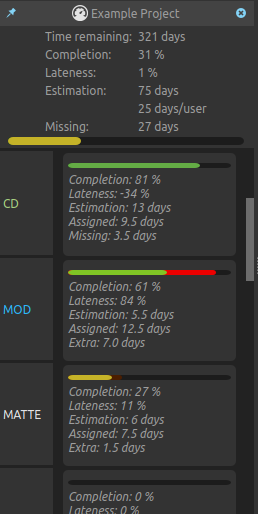 Example Project
Time remaining: 321 days
Completion: 31 %
Lateness: 1 %
Estimation: 75 days
25 days/user
Missing: 27 days
CD
Completion: 81 %
Lateness: -34 %
Estimation: 13 days
Assigned: 9.5 days
Missing: 3.5 days
MOD
Completion: 61 %
Lateness: 84 %
Estimation: 5.5 days
Assigned: 12.5 days
Extra: 7.0 days
MATTE
Completion: 27 %
Lateness: 11 %
Estimation: 6 days
Assigned: 7.5 days
Extra: 1.5 days
Completion: 0 %
Lateness: 0 %